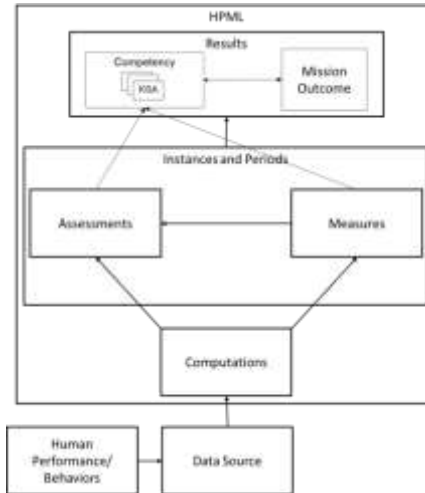 HPML
Results
Competency
KSA
Mission
Outcome
Instances and Periods
Assessments
Measures
Computations
Human
Performance/
Behaviors
Data Source